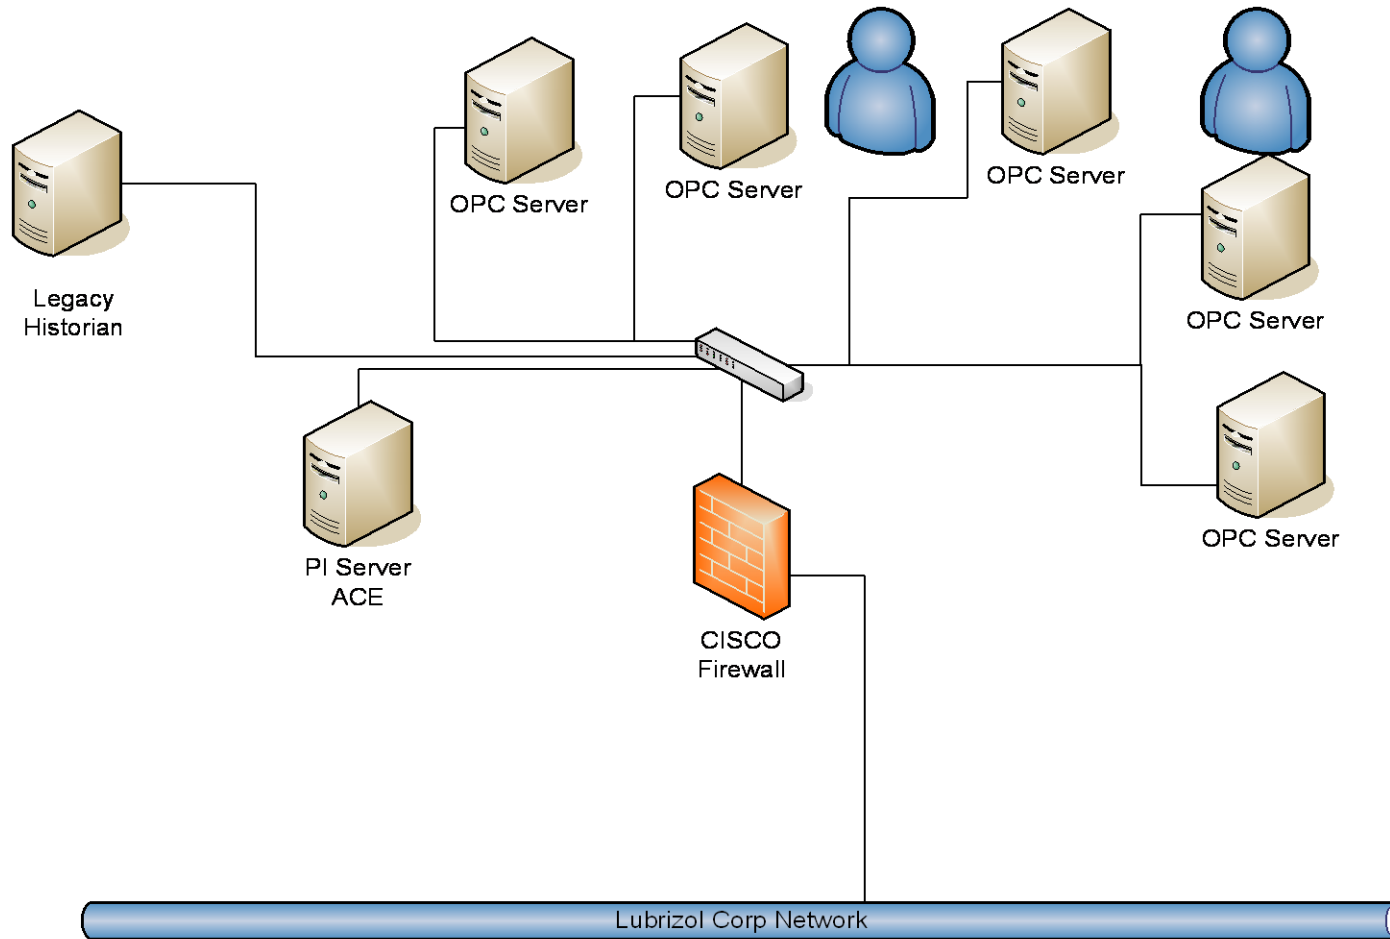 OPC Server
OPC Server
OPC Server
Legacy
Historian
OPC Server
OPC Server
PI Server
ACE
CISCO
Firewall
Lubrizol Corp Network